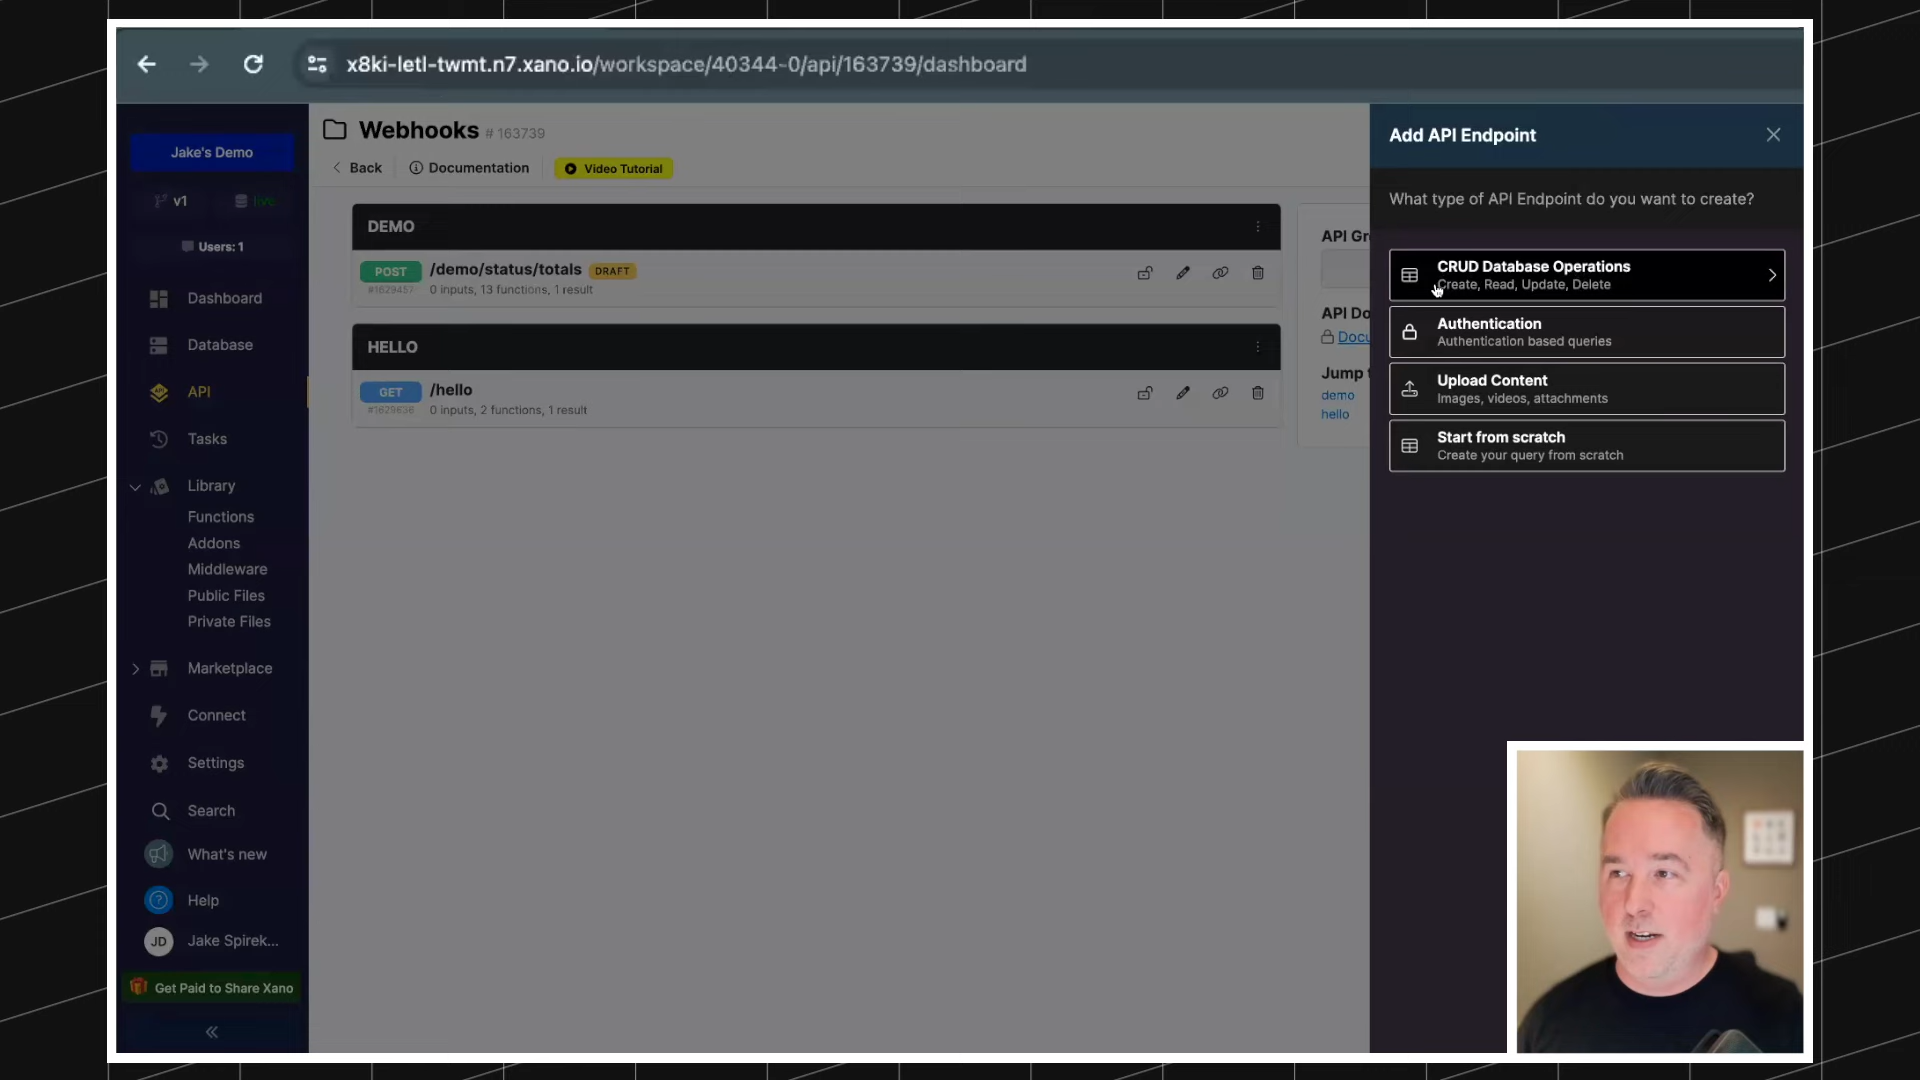 x8ki-letl-twmt.n7.xano.io/workspace/40344-0/api/163739/dashboard
Jake's Demo
v1
live
Users: 1
Dashboard
Database
API
Tasks
Library
Functions
Addons
Middleware
Public Files
Private Files
Marketplace
Connect
Settings
Search
What's new
Help
JD
Jake Spirek...
Get Paid to Share Xano
Webhooks # 163739
Back
Documentation
Video Tutorial
DEMO
POST
/demo/status/totals
DRAFT
#1629457
0 inputs, 13 functions, 1 result
HELLO
GET
/hello
#1629636
0 inputs, 2 functions, 1 result
API Gr
API Do
Docu
Jump t
demo
hello
Add API Endpoint
What type of API Endpoint do you want to create?
CRUD Database Operations
Create, Read, Update, Delete
Authentication
Authentication based queries
Upload Content
Images, videos, attachments
Start from scratch
Create your query from scratch